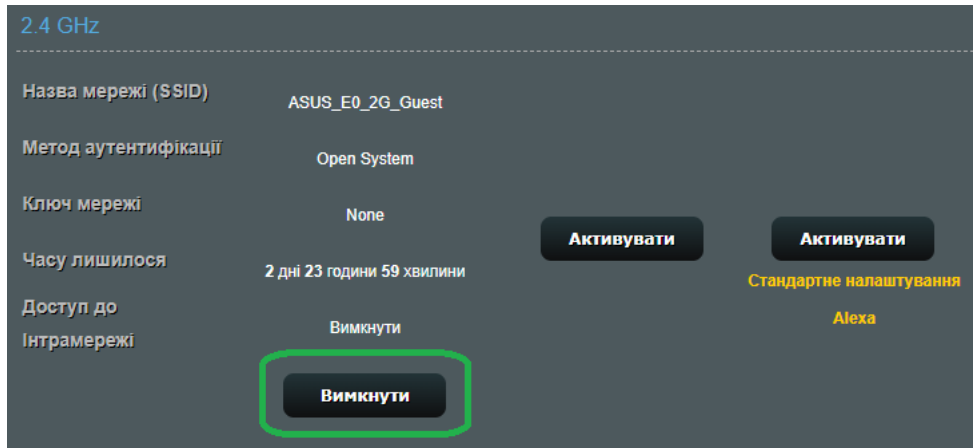 2.4 GHz
Назва мережі (SSID)
ASUS_E0_2G_Guest
Метод аутентифікації
Open System
Ключ мережі
None
Часу лишилося
2 дні 23 години 59 хвилини
Доступ до
Інтрамережі
Вимкнути
Вимкнути
Активувати
Активувати
Стандартне налаштування
Alexa